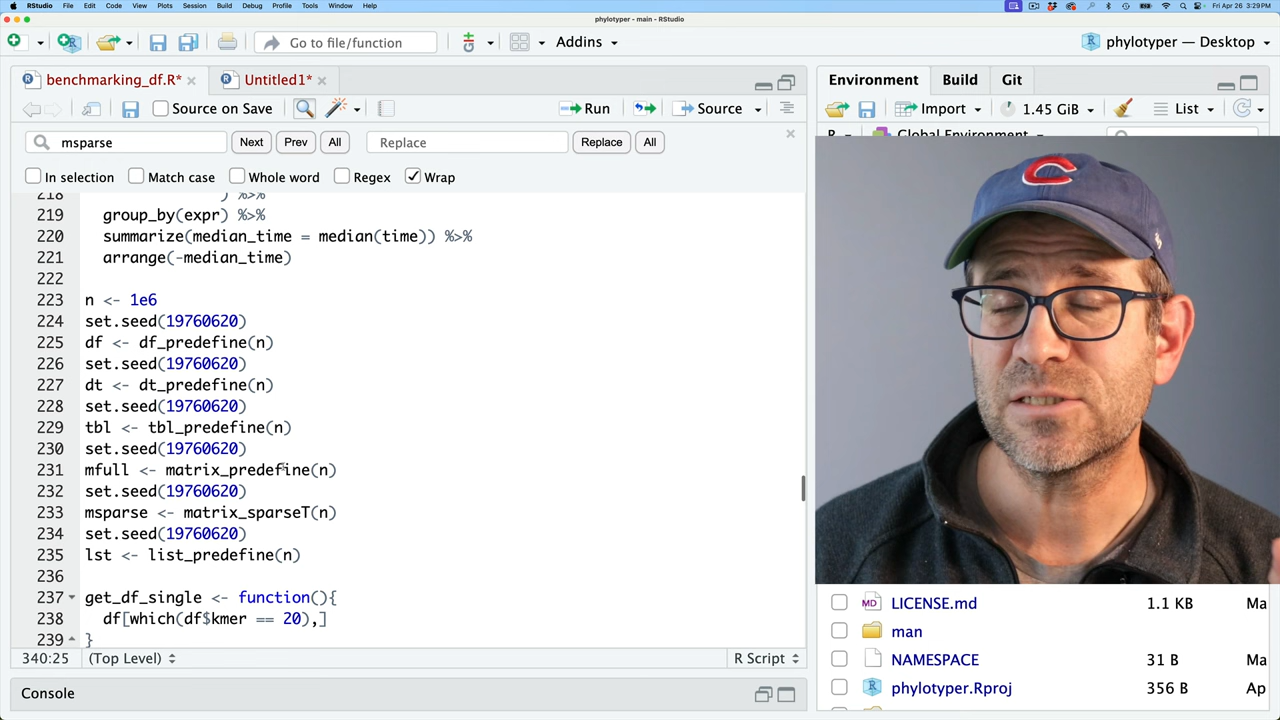 RStudio File Edit Code View Plots Session Build Debug Profile Tools Window Help Fri Apr 26 3:29PM
phylotyper - main - RStudio
Go to file/function Addins phylotyper — Desktop
benchmarking_df.R* Untitled1* Environment Build Git
Source on Save Run Source Import 1.45 GiB List
msparse Next Prev All Replace Replace All
R Global Environment
In selection Match case Whole word Regex Wrap
218 ) %>%
219 group_by(expr) %>%
220 summarize(median_time = median(time)) %>%
221 arrange(-median_time)
222
223 n <- 1e6
224 set.seed(19760620)
225 df <- df_predefine(n)
226 set.seed(19760620)
227 dt <- dt_predefine(n)
228 set.seed(19760620)
229 tbl <- tbl_predefine(n)
230 set.seed(19760620)
231 mfull <- matrix_predefine(n)
232 set.seed(19760620)
233 msparse <- matrix_sparseT(n)
234 set.seed(19760620)
235 lst <- list_predefine(n)
236
237 get_df_single <- function(){
238 df[which(df$kmer == 20),]
239 }
340:25 (Top Level) R Script
Console
C
MD LICENSE.md 1.1 KB Ma
man
NAMESPACE 31 B Ma
phylotyper.Rproj 356 B Ap